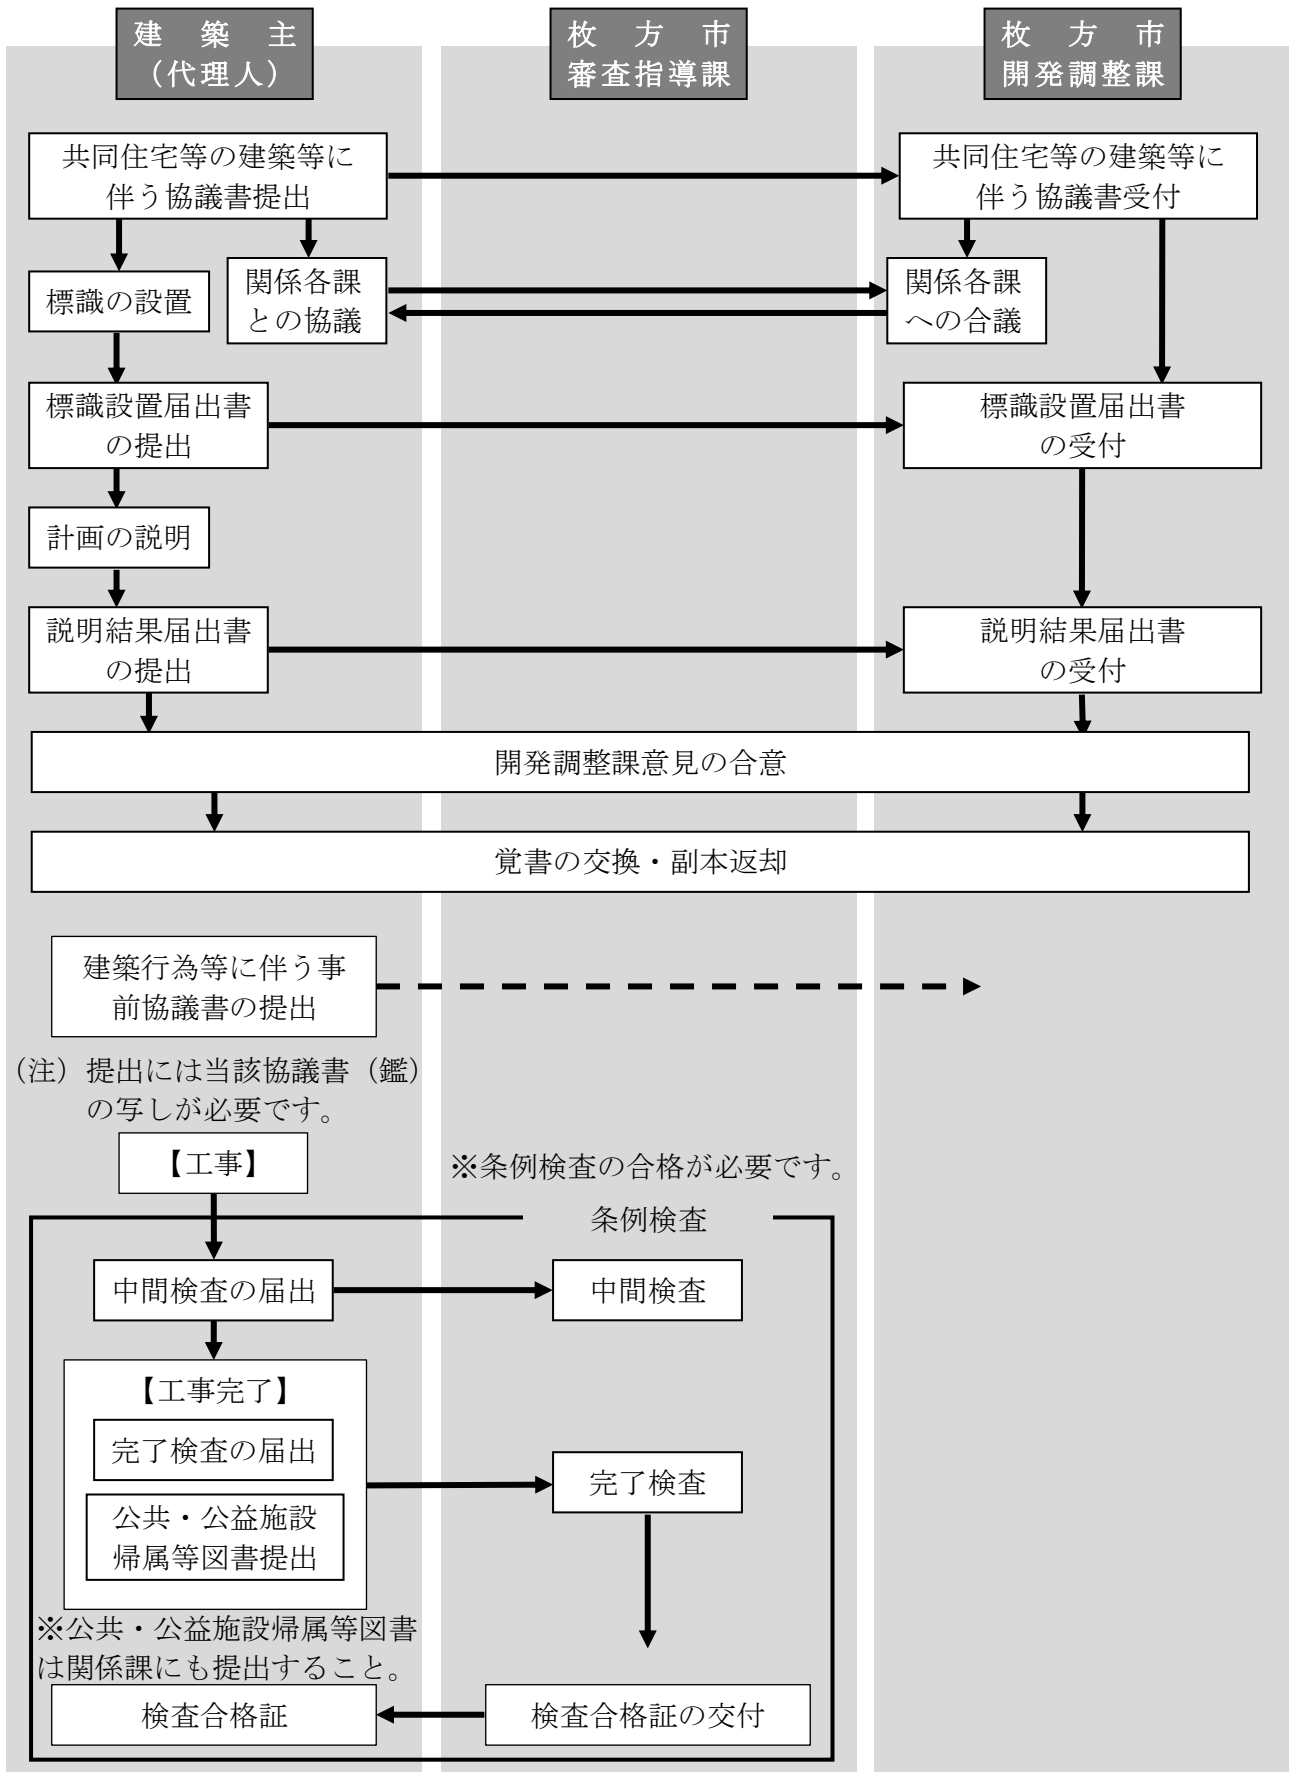 建　築　主
（代理人）
枚　方　市
審査指導課
枚　方　市
開発調整課
共同住宅等の建築等に
伴う協議書提出
共同住宅等の建築等に
伴う協議書受付
標識の設置
関係各課
との協議
関係各課
への合議
標識設置届出書
の提出
標識設置届出書
の受付
計画の説明
説明結果届出書
の提出
説明結果届出書
の受付
開発調整課意見の合意
覚書の交換・副本返却
建築行為等に伴う事
前協議書の提出
（注）提出には当該協議書（鑑）
の写しが必要です。
【工事】
※条例検査の合格が必要です。
条例検査
中間検査の届出
中間検査
【工事完了】
完了検査の届出
公共・公益施設
帰属等図書提出
完了検査
※公共・公益施設帰属等図書
は関係課にも提出すること。
検査合格証
検査合格証の交付